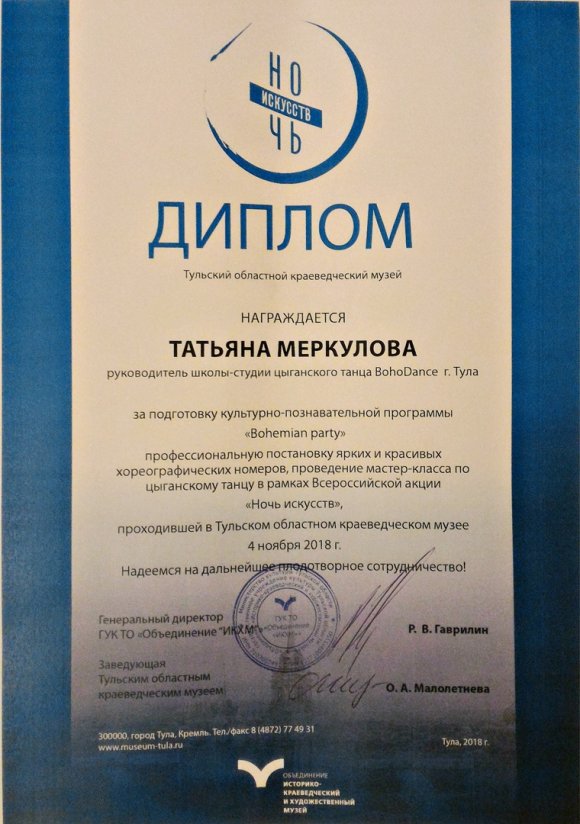 НО
ИСКУССТВ
ЧЬ
ДИПЛОМ
Тульский областной краеведческий музей
НАГРАЖДАЕТСЯ
ТАТЬЯНА МЕРКУЛОВА
руководитель школы-студии цыганского танца BohoDance г. Тула
за подготовку культурно-познавательной программы
«Bohemian party»
профессиональную постановку ярких и красивых
хореографических номеров, проведение мастер-класса по
цыганскому танцу в рамках Всероссийской акции
«Ночь искусств»,
проходившей в Тульском областном краеведческом музее
4 ноября 2018 г.
Надеемся на дальнейшее плодотворное сотрудничество!
Генеральный директор
ГУК ТО «Объединение "ИКХМ"»
Р. В. Гаврилин
ГУК ТО
«Объединение
«ИКХМ»
Заведующая
Тульским областным
краеведческим музеем
О. А. Малолетнева
300000, город Тула, Кремль. Тел./факс 8 (4872) 77 49 31
www.museum-tula.ru
Тула, 2018 г.
ОБЪЕДИНЕНИЕ
ИСТОРИКО-
КРАЕВЕДЧЕСКИЙ
И ХУДОЖЕСТВЕННЫЙ
МУЗЕЙ